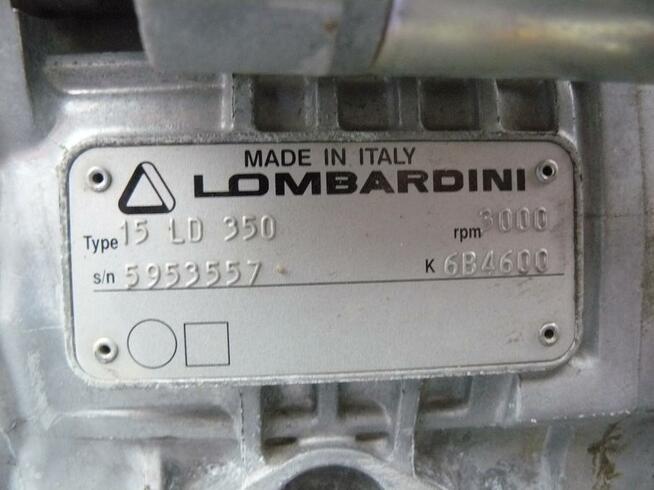 MADE IN ITALY
LOMBARDINI
Type 15 LD 350 rpm 3000
s/n 5953557 K 6B4600